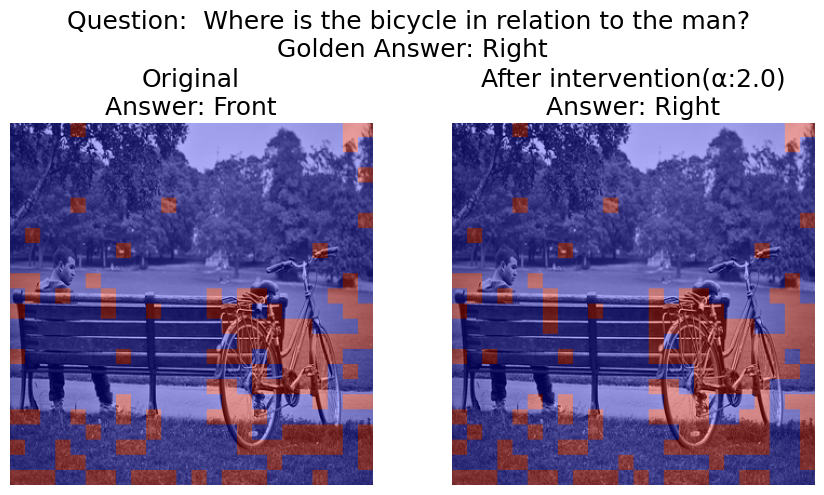 Question:  Where is the bicycle in relation to the man?
Golden Answer: Right
Original
Answer: Front
After intervention(α:2.0)
Answer: Right